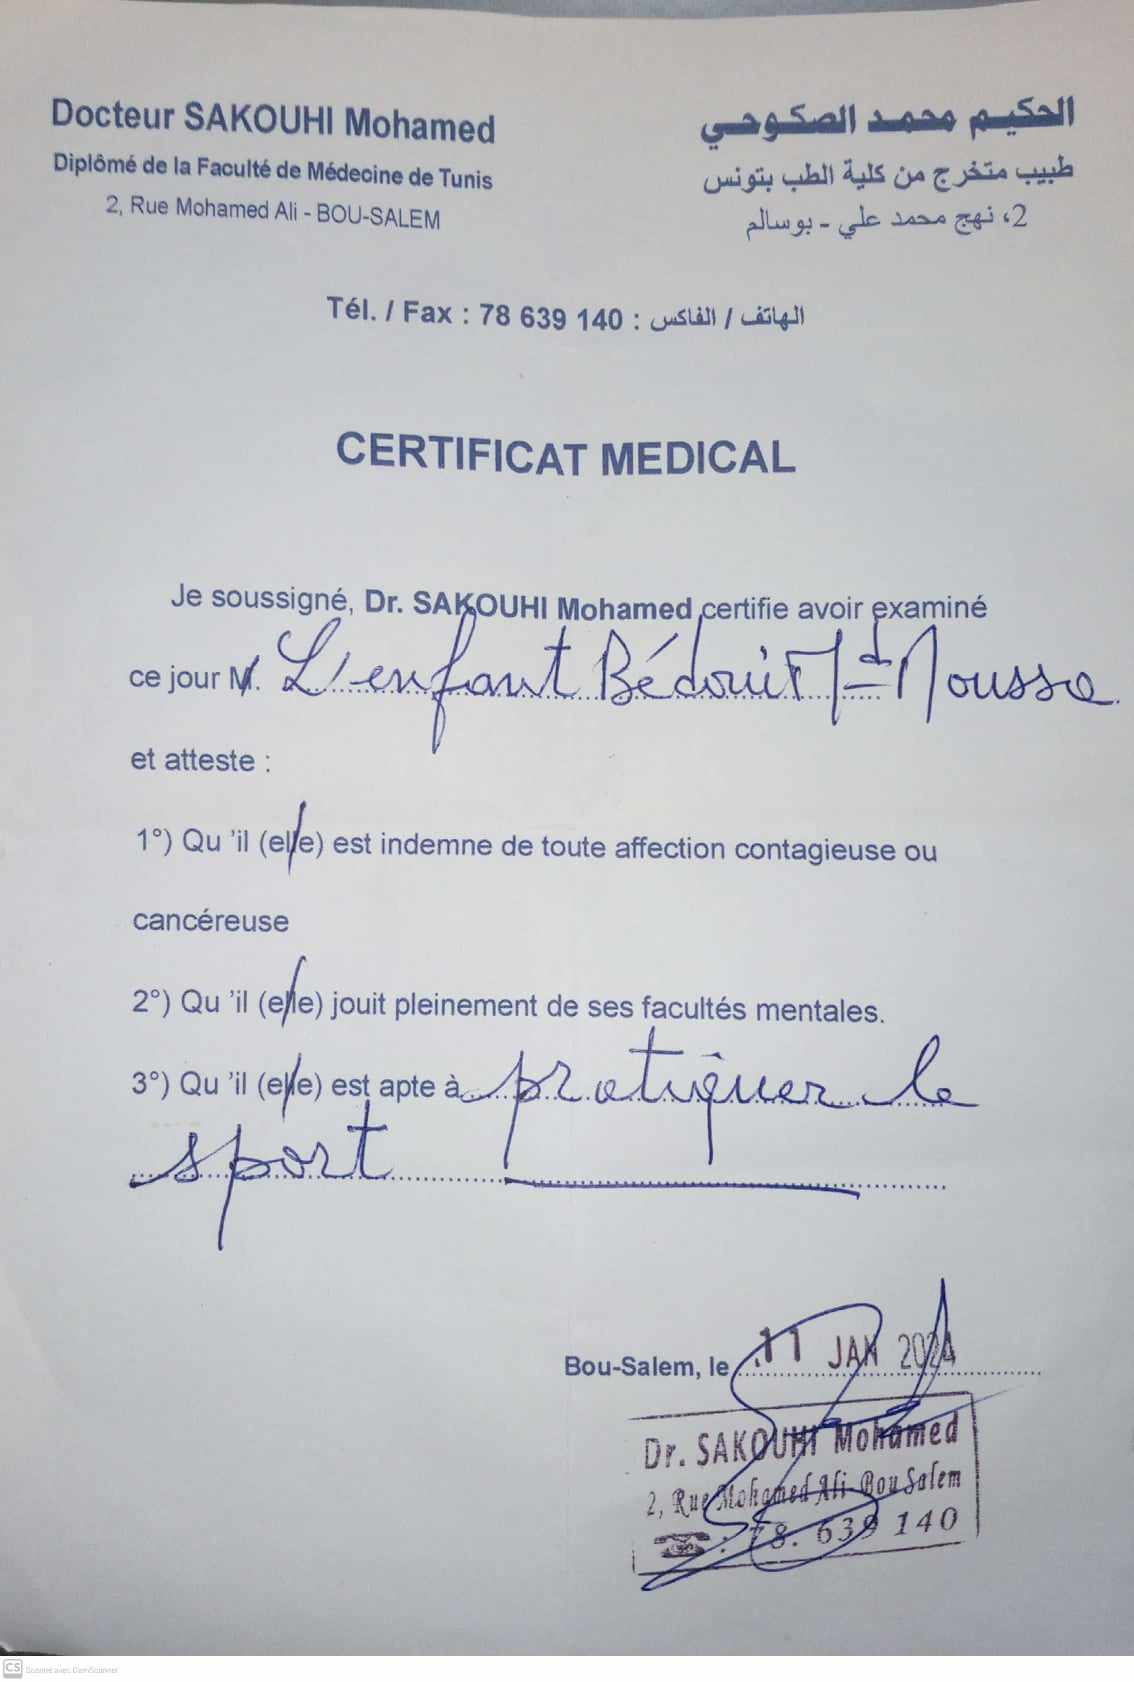 Docteur SAKOUHI Mohamed
Diplômé de la Faculté de Médecine de Tunis
2, Rue Mohamed Ali - BOU-SALEM
الحكيم محمد الصكوحي
طبيب متخرج من كلية الطب بتونس
2، نهج محمد علي - بوسالم
Tél. / Fax : 78 639 140 : الهاتف / الفاكس
CERTIFICAT MEDICAL
Je soussigné, Dr. SAKOUHI Mohamed certifie avoir examiné
ce jour M. L'enfant Bédoui Md Moussa
et atteste :
1°) Qu 'il (elle) est indemne de toute affection contagieuse ou
cancéreuse
2°) Qu 'il (elle) jouit pleinement de ses facultés mentales.
3°) Qu 'il (elle) est apte à pratiquer le
sport
Bou-Salem, le 11 JAN 2024
Dr. SAKOUHI Mohamed
2, Rue Mohamed Ali-Bou Salem
☎ : 78. 639 140
CS Scanné avec CamScanner